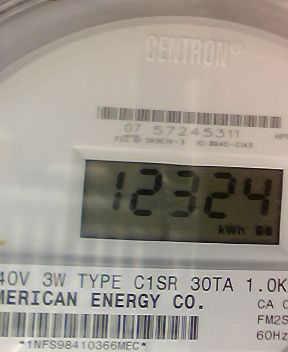 CENTRON®
07 57245311
12324
kWh
40V 3W TYPE C1SR 30TA 1.0K
MERICAN ENERGY CO.
CA
FM2S
60Hz
*1NFS98410366MEC*